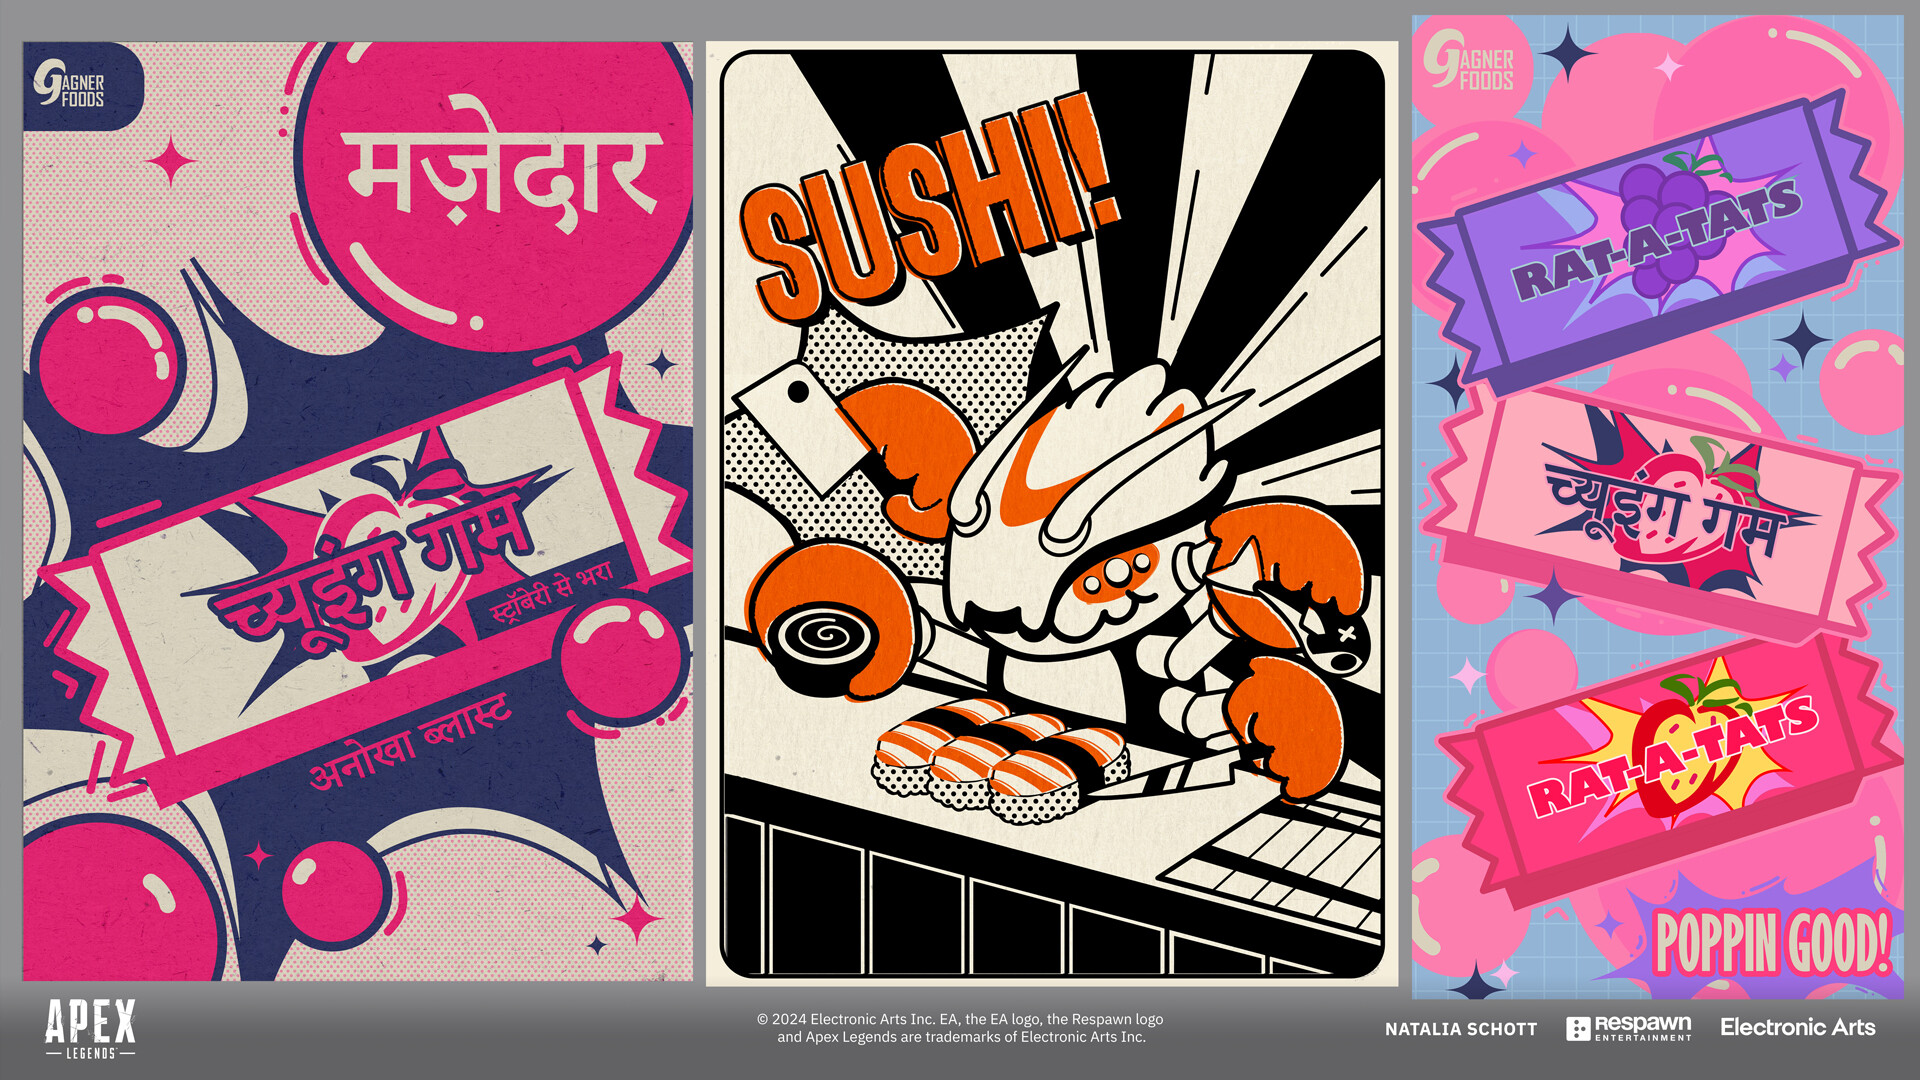 GAGNER
FOODS
मज़ेदार
च्यूइंग गम
स्ट्रॉबेरी से भरा
अनोखा ब्लास्ट
SUSHI!
GAGNER
FOODS
RAT-A-TATS
च्यूइंग गम
RAT-A-TATS
POPPIN GOOD!
APEX
LEGENDS
© 2024 Electronic Arts Inc. EA, the EA logo, the Respawn logo
and Apex Legends are trademarks of Electronic Arts Inc.
NATALIA SCHOTT
Respawn
ENTERTAINMENT
Electronic Arts